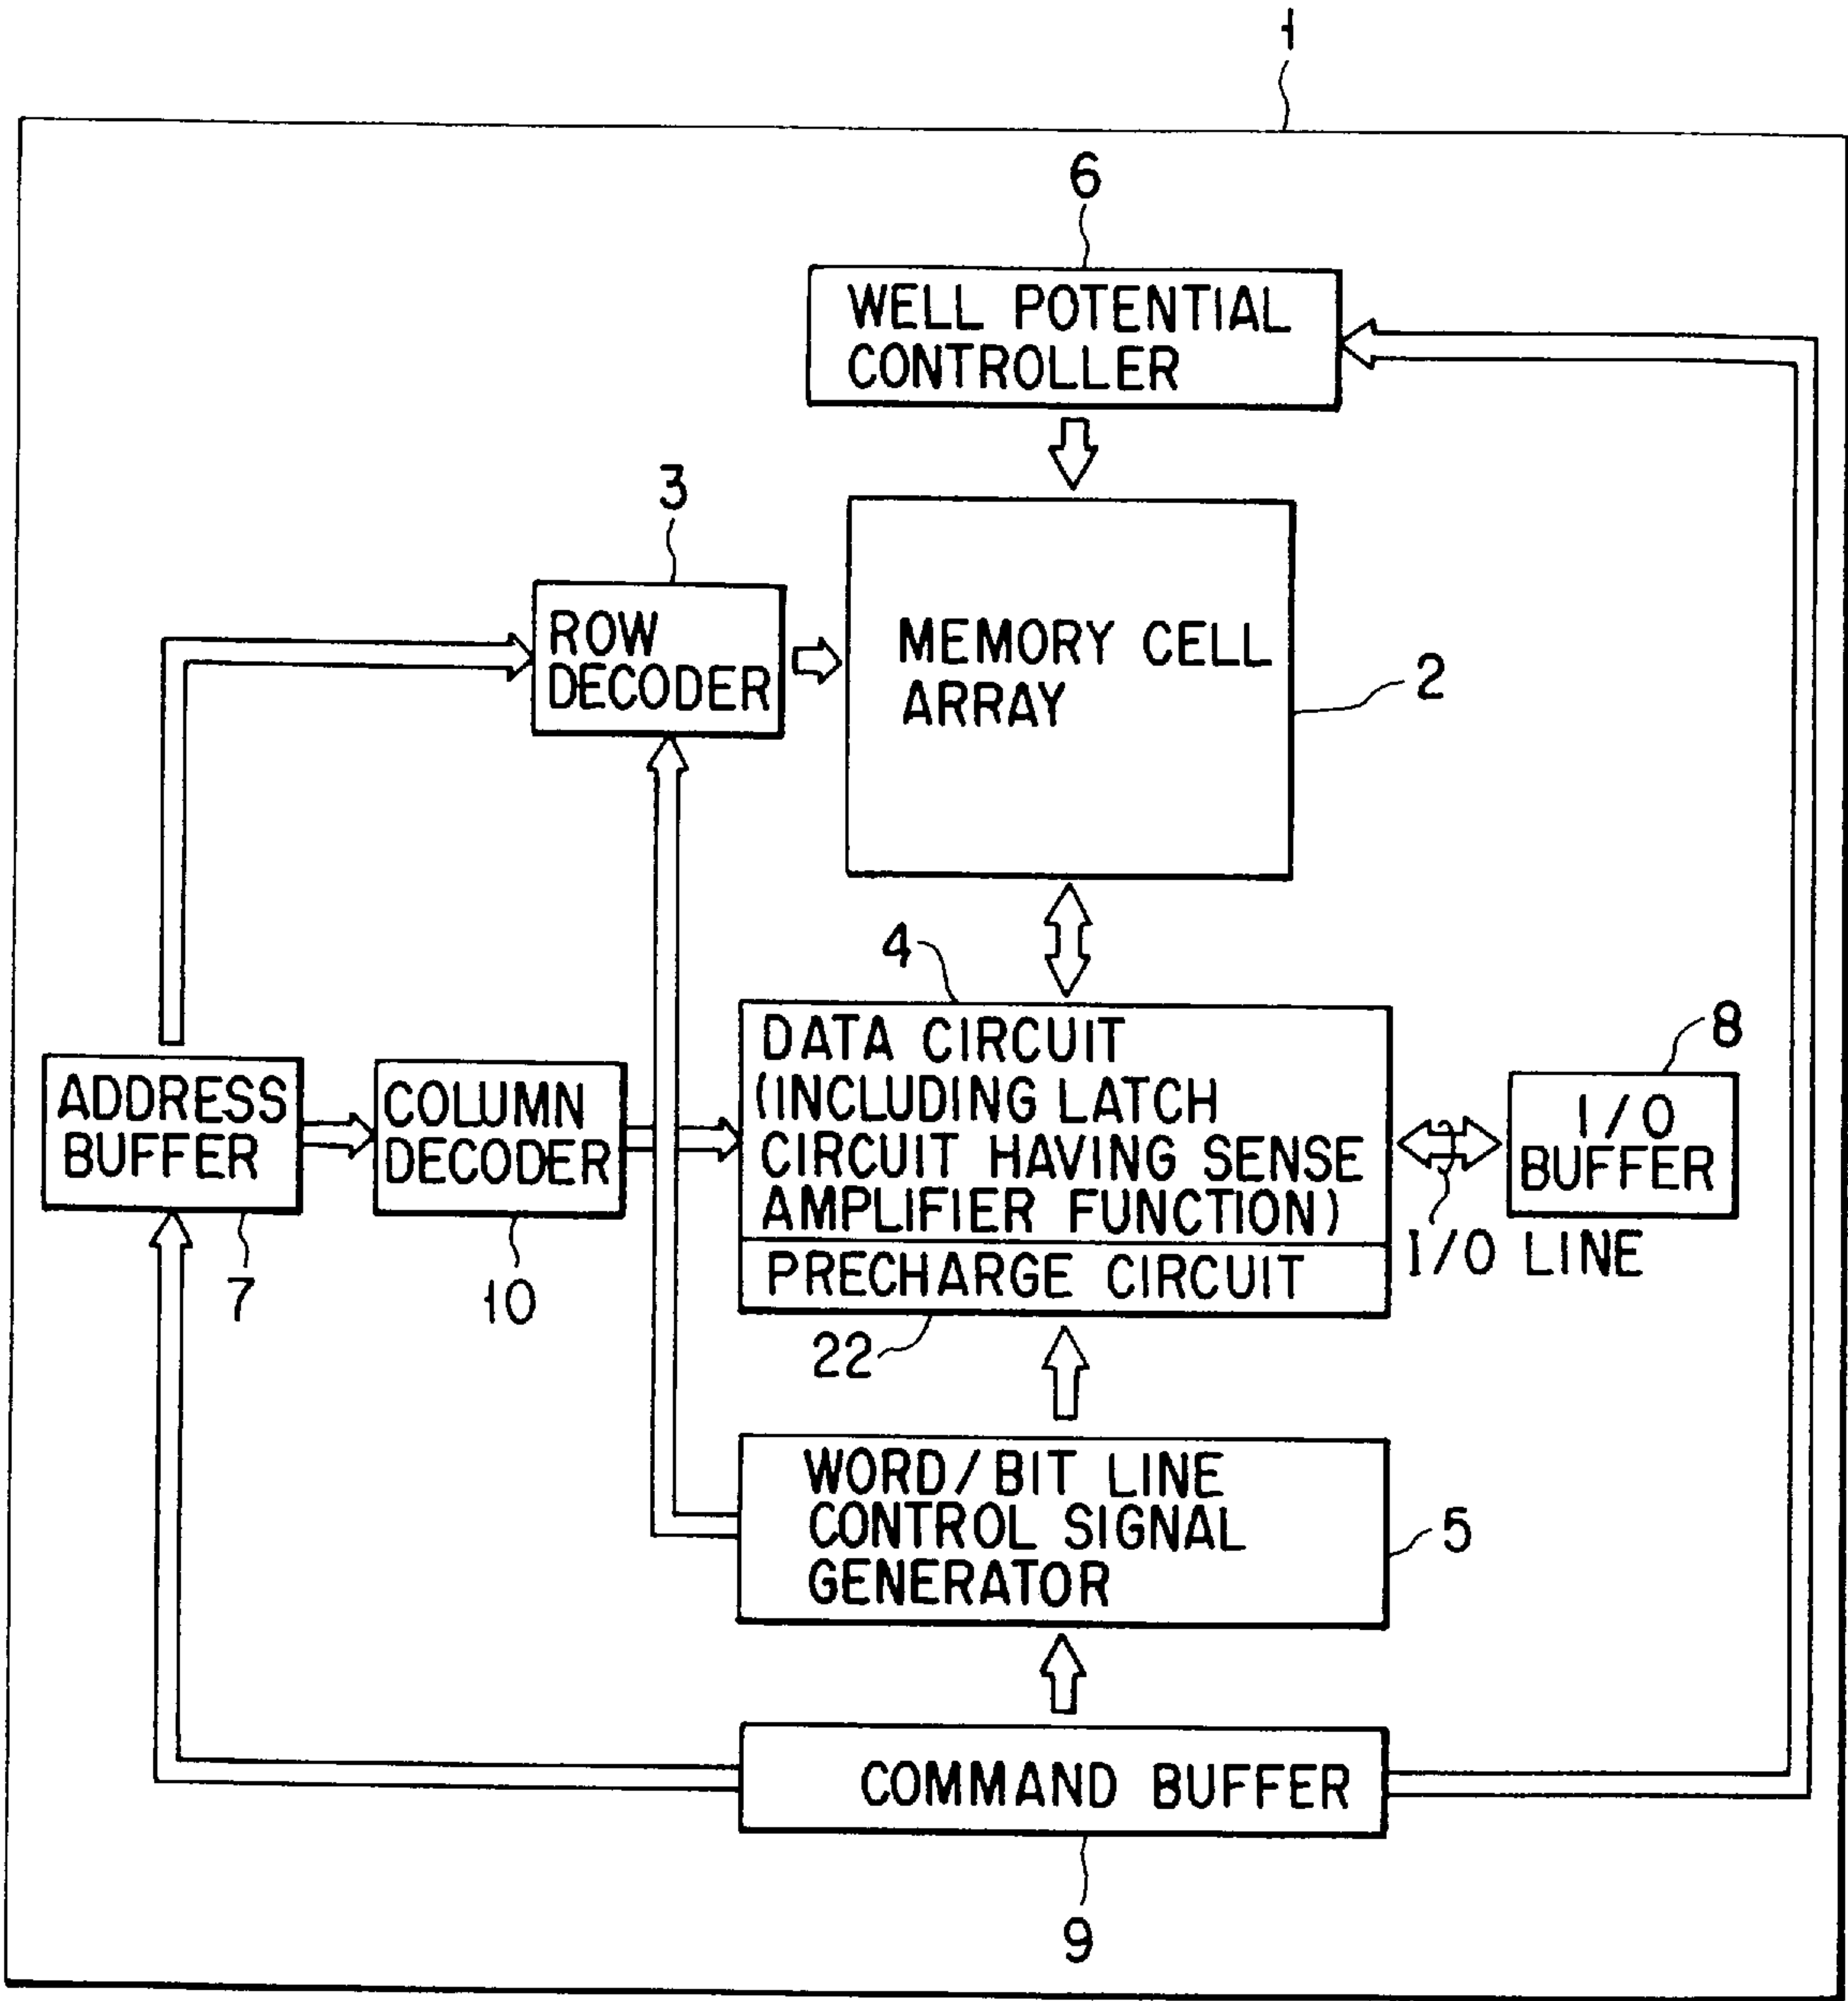 1
6
WELL POTENTIAL
CONTROLLER
3
ROW
DECODER
MEMORY CELL
ARRAY
2
4
DATA CIRCUIT
(INCLUDING LATCH
CIRCUIT HAVING SENSE
AMPLIFIER FUNCTION)
PRECHARGE CIRCUIT
22
8
I/O
BUFFER
I/O LINE
ADDRESS
BUFFER
7
COLUMN
DECODER
10
WORD/BIT LINE
CONTROL SIGNAL
GENERATOR
5
COMMAND BUFFER
9